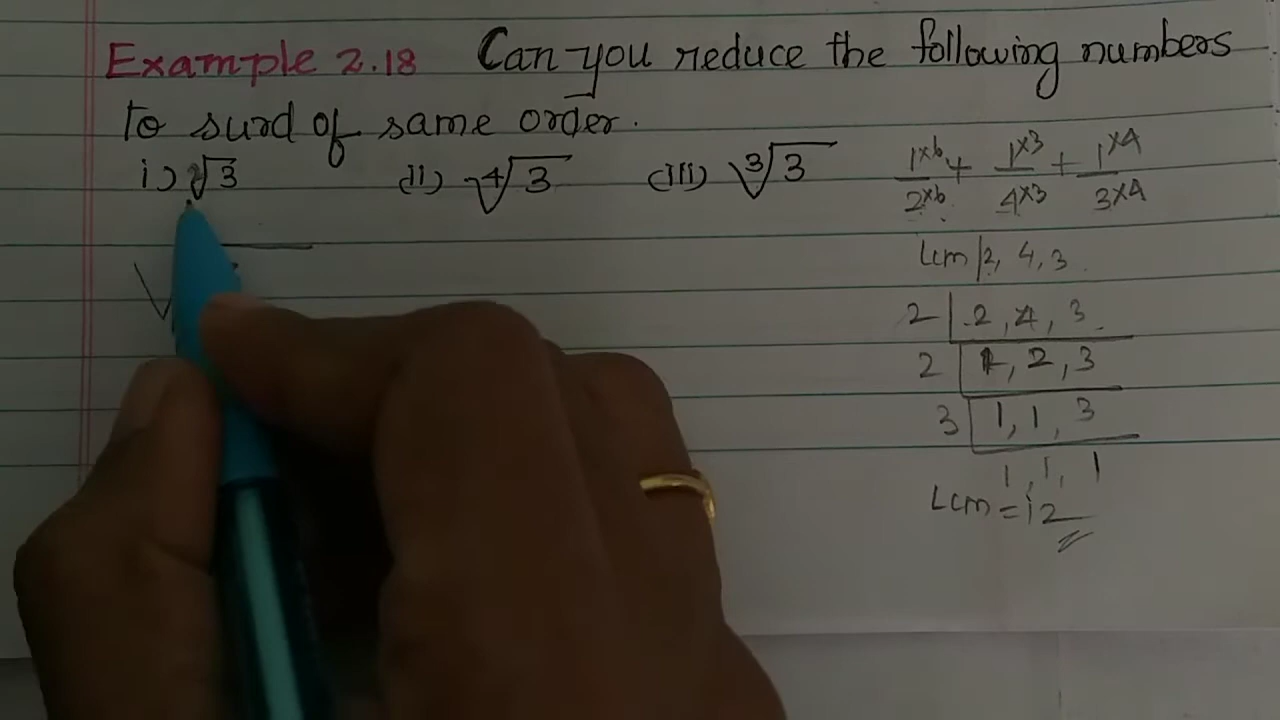 Example 2.18 Can you reduce the following numbers
to surd of same order.
i) √3 (ii) ⁴√3 (iii) ³√3
1×6/2×6 + 1×3/4×3 + 1×4/3×4
Lcm |2, 4, 3
2 | 2, 4, 3
2 | 1, 2, 3
3 | 1, 1, 3
1, 1, 1
Lcm = 12